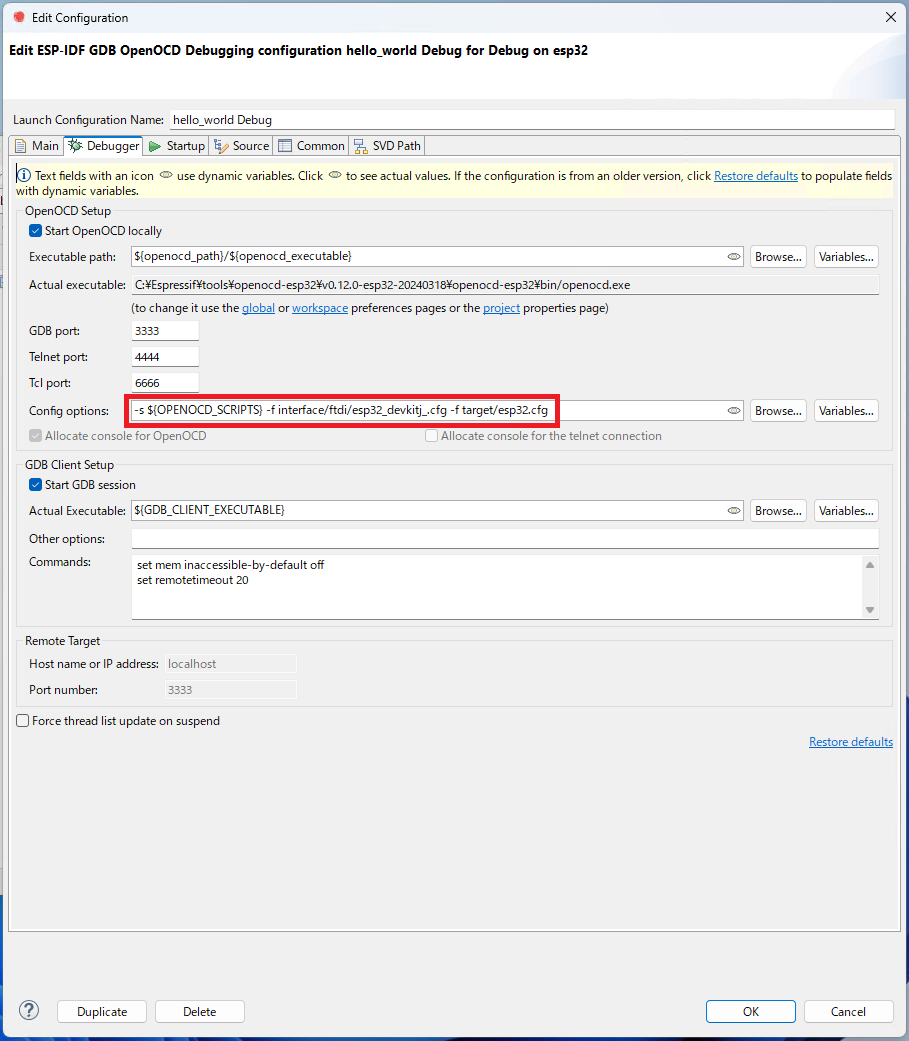 Edit Configuration
Edit ESP-IDF GDB OpenOCD Debugging configuration hello_world Debug for Debug on esp32
Launch Configuration Name: hello_world Debug
Main Debugger Startup Source Common SVD Path
Text fields with an icon use dynamic variables. Click to see actual values. If the configuration is from an older version, click Restore defaults to populate fields
with dynamic variables.
OpenOCD Setup
Start OpenOCD locally
Executable path: ${openocd_path}/${openocd_executable} Browse... Variables...
Actual executable: C:¥Espressif¥tools¥openocd-esp32¥v0.12.0-esp32-20240318¥openocd-esp32¥bin/openocd.exe
(to change it use the global or workspace preferences pages or the project properties page)
GDB port: 3333
Telnet port: 4444
Tcl port: 6666
Config options: -s ${OPENOCD_SCRIPTS} -f interface/ftdi/esp32_devkitj_.cfg -f target/esp32.cfg Browse... Variables...
Allocate console for OpenOCD Allocate console for the telnet connection
GDB Client Setup
Start GDB session
Actual Executable: ${GDB_CLIENT_EXECUTABLE} Browse... Variables...
Other options:
Commands: set mem inaccessible-by-default off
set remotetimeout 20
Remote Target
Host name or IP address: localhost
Port number: 3333
Force thread list update on suspend
Restore defaults
? Duplicate Delete OK Cancel